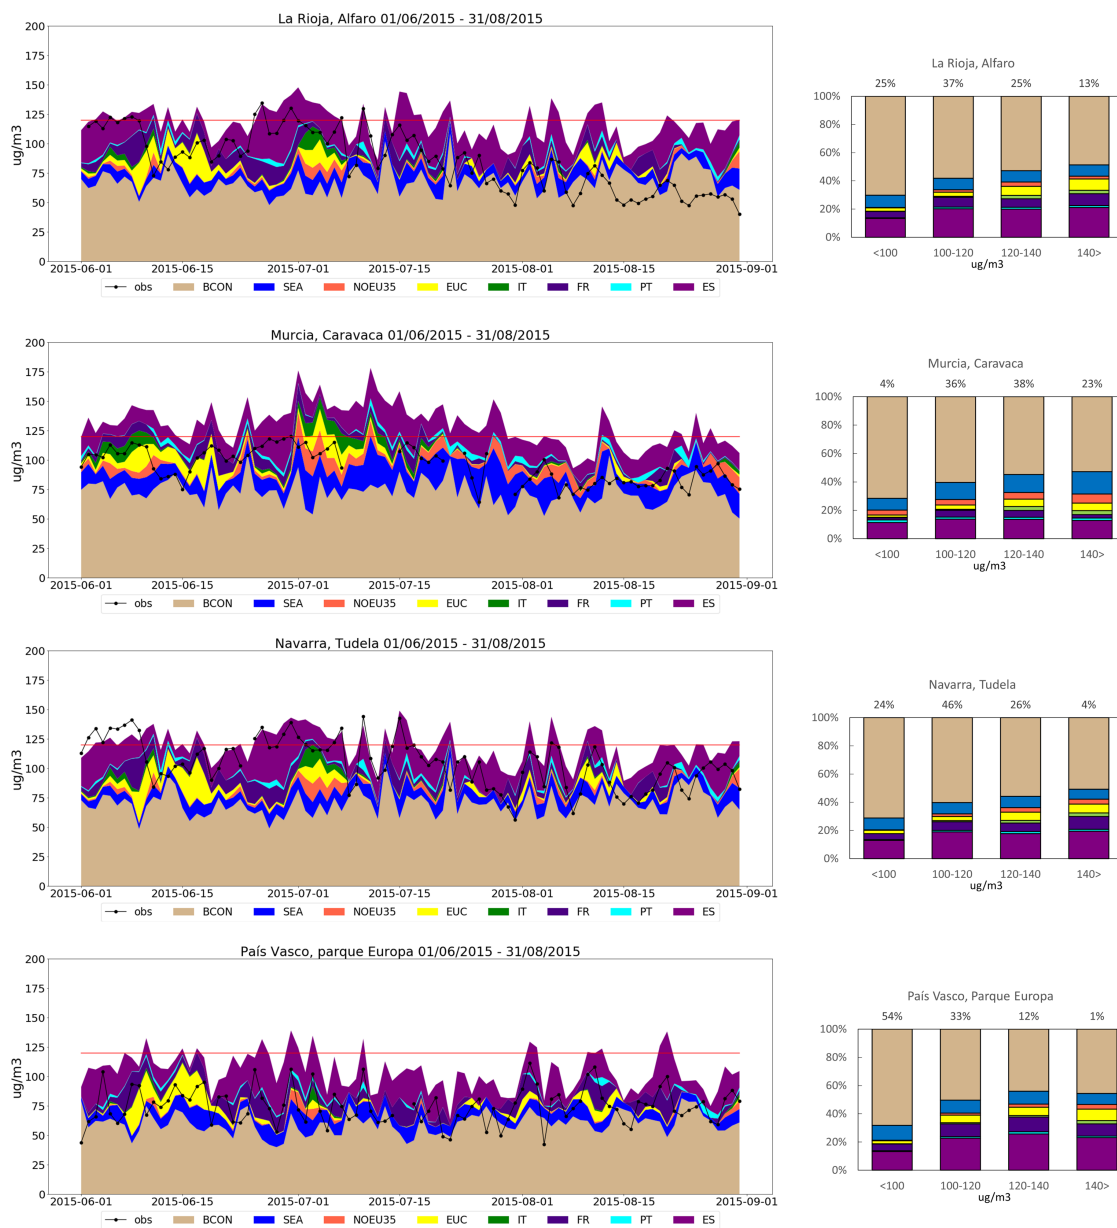 La Rioja, Alfaro 01/06/2015 - 31/08/2015
200
175
150
125
100
75
50
25
0
ug/m3
2015-06-01 2015-06-15 2015-07-01 2015-07-15 2015-08-01 2015-08-15 2015-09-01
obs BCON SEA NOEU35 EUC IT FR PT ES
La Rioja, Alfaro
25% 37% 25% 13%
100%
80%
60%
40%
20%
0%
<100 100-120 120-140 140>
ug/m3
Murcia, Caravaca 01/06/2015 - 31/08/2015
200
175
150
125
100
75
50
25
0
ug/m3
2015-06-01 2015-06-15 2015-07-01 2015-07-15 2015-08-01 2015-08-15 2015-09-01
obs BCON SEA NOEU35 EUC IT FR PT ES
Murcia, Caravaca
4% 36% 38% 23%
100%
80%
60%
40%
20%
0%
<100 100-120 120-140 140>
ug/m3
Navarra, Tudela 01/06/2015 - 31/08/2015
200
175
150
125
100
75
50
25
0
ug/m3
2015-06-01 2015-06-15 2015-07-01 2015-07-15 2015-08-01 2015-08-15 2015-09-01
obs BCON SEA NOEU35 EUC IT FR PT ES
Navarra, Tudela
24% 46% 26% 4%
100%
80%
60%
40%
20%
0%
<100 100-120 120-140 140>
ug/m3
País Vasco, parque Europa 01/06/2015 - 31/08/2015
200
175
150
125
100
75
50
25
0
ug/m3
2015-06-01 2015-06-15 2015-07-01 2015-07-15 2015-08-01 2015-08-15 2015-09-01
obs BCON SEA NOEU35 EUC IT FR PT ES
País Vasco, Parque Europa
54% 33% 12% 1%
100%
80%
60%
40%
20%
0%
<100 100-120 120-140 140>
ug/m3